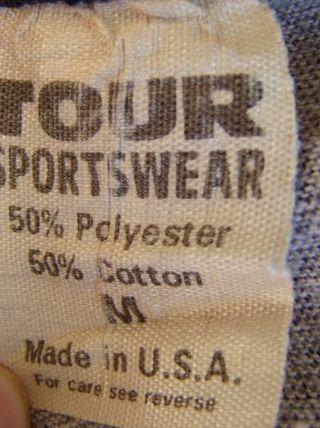 TOUR
SPORTSWEAR
50% Polyester
50% Cotton
M
Made in U.S.A.
For care see reverse